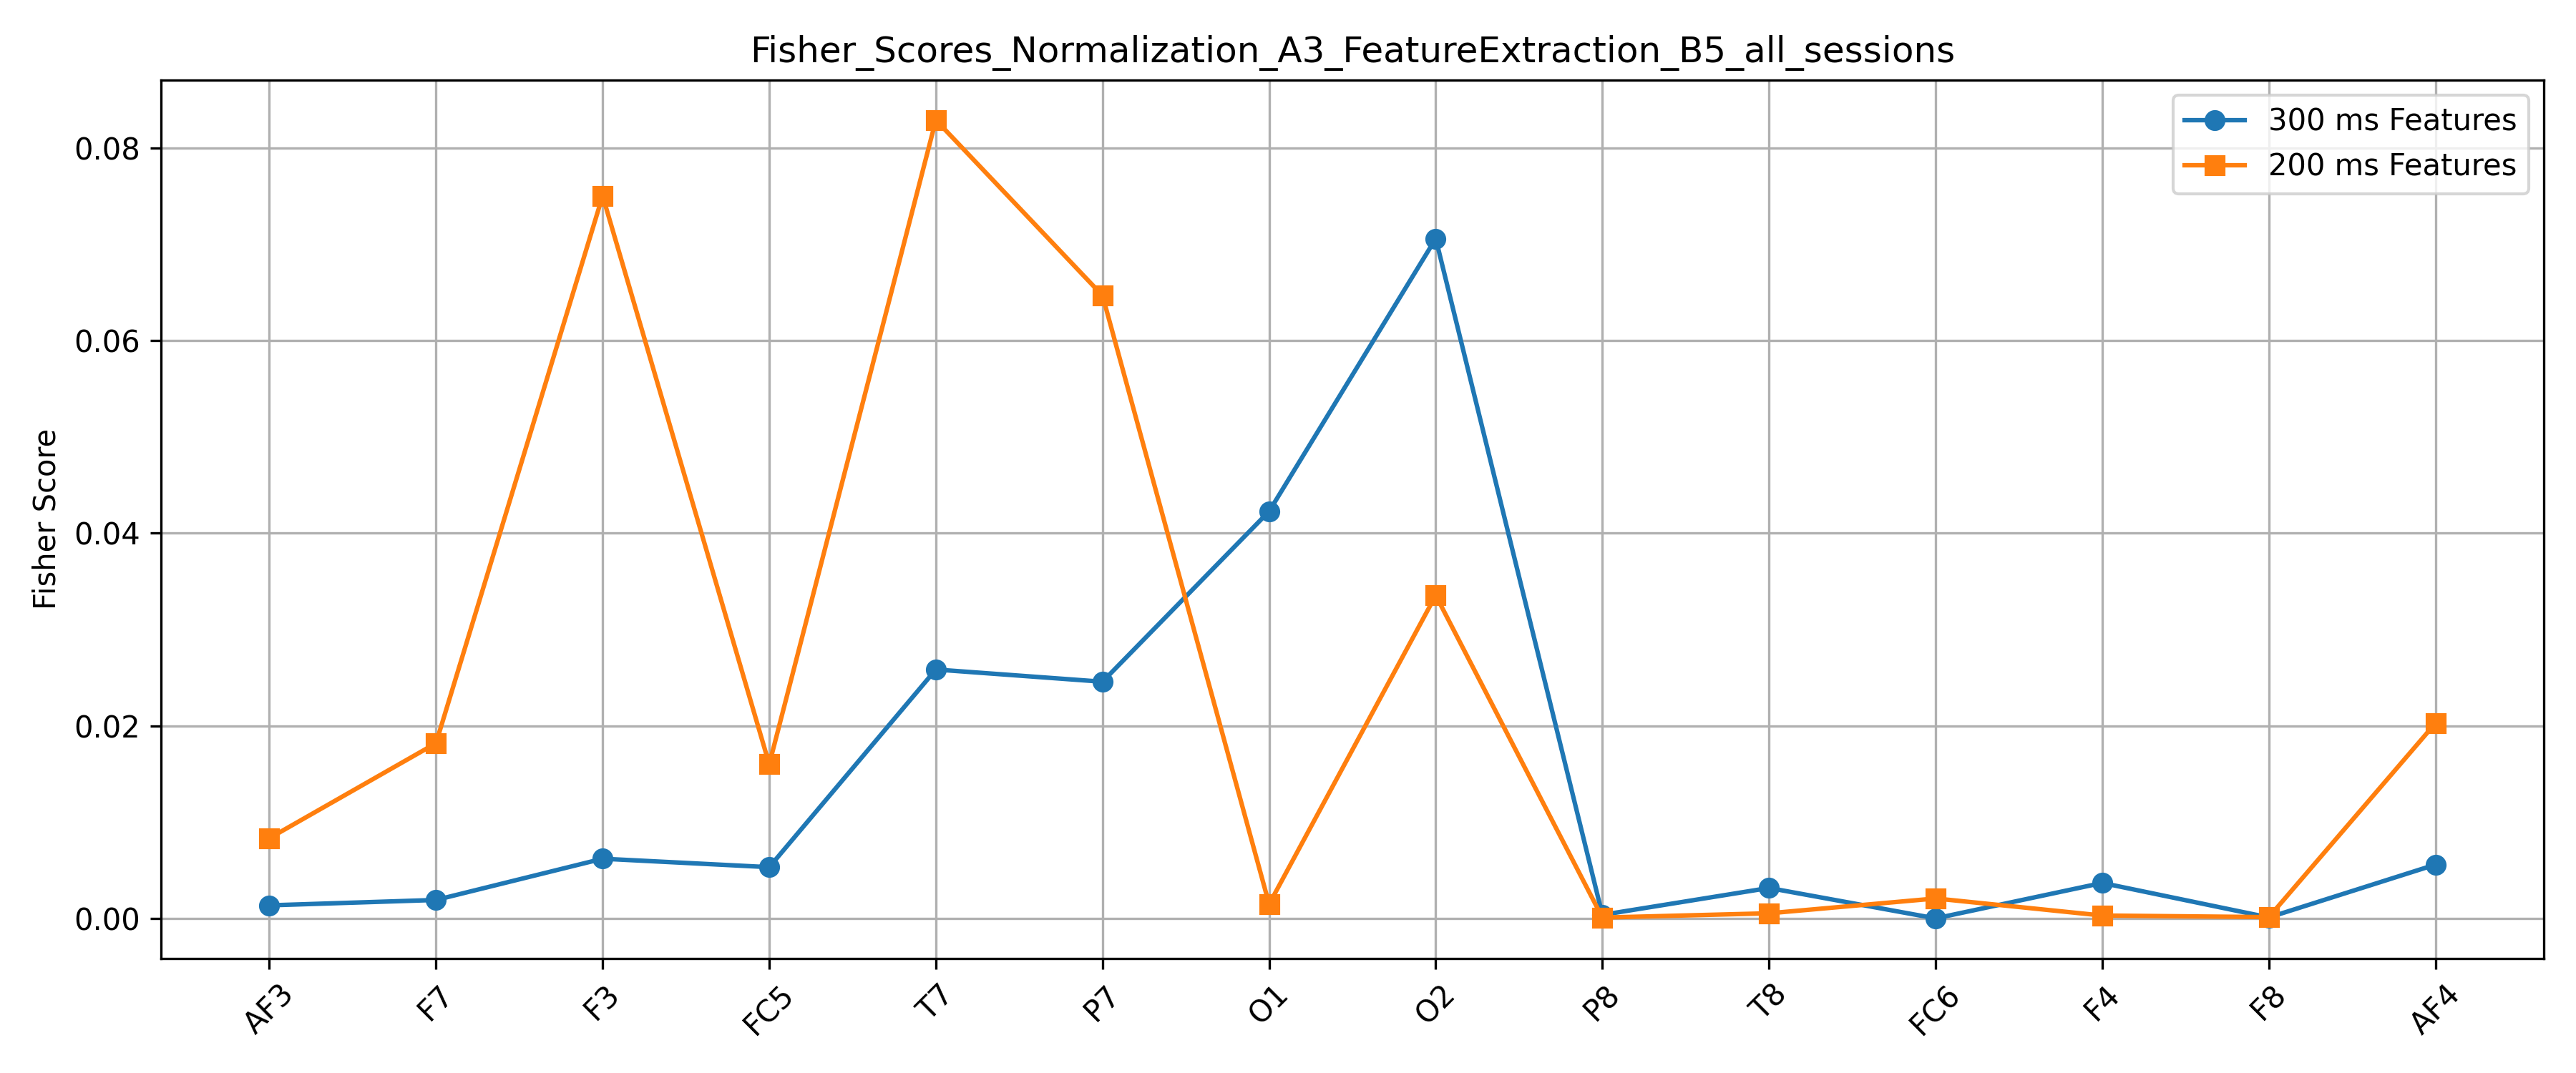 Fisher_Scores_Normalization_A3_FeatureExtraction_B5_all_sessions
300 ms Features
200 ms Features
Fisher Score
0.08
0.06
0.04
0.02
0.00
AF3 F7 F3 FC5 T7 P7 O1 O2 P8 T8 FC6 F4 F8 AF4